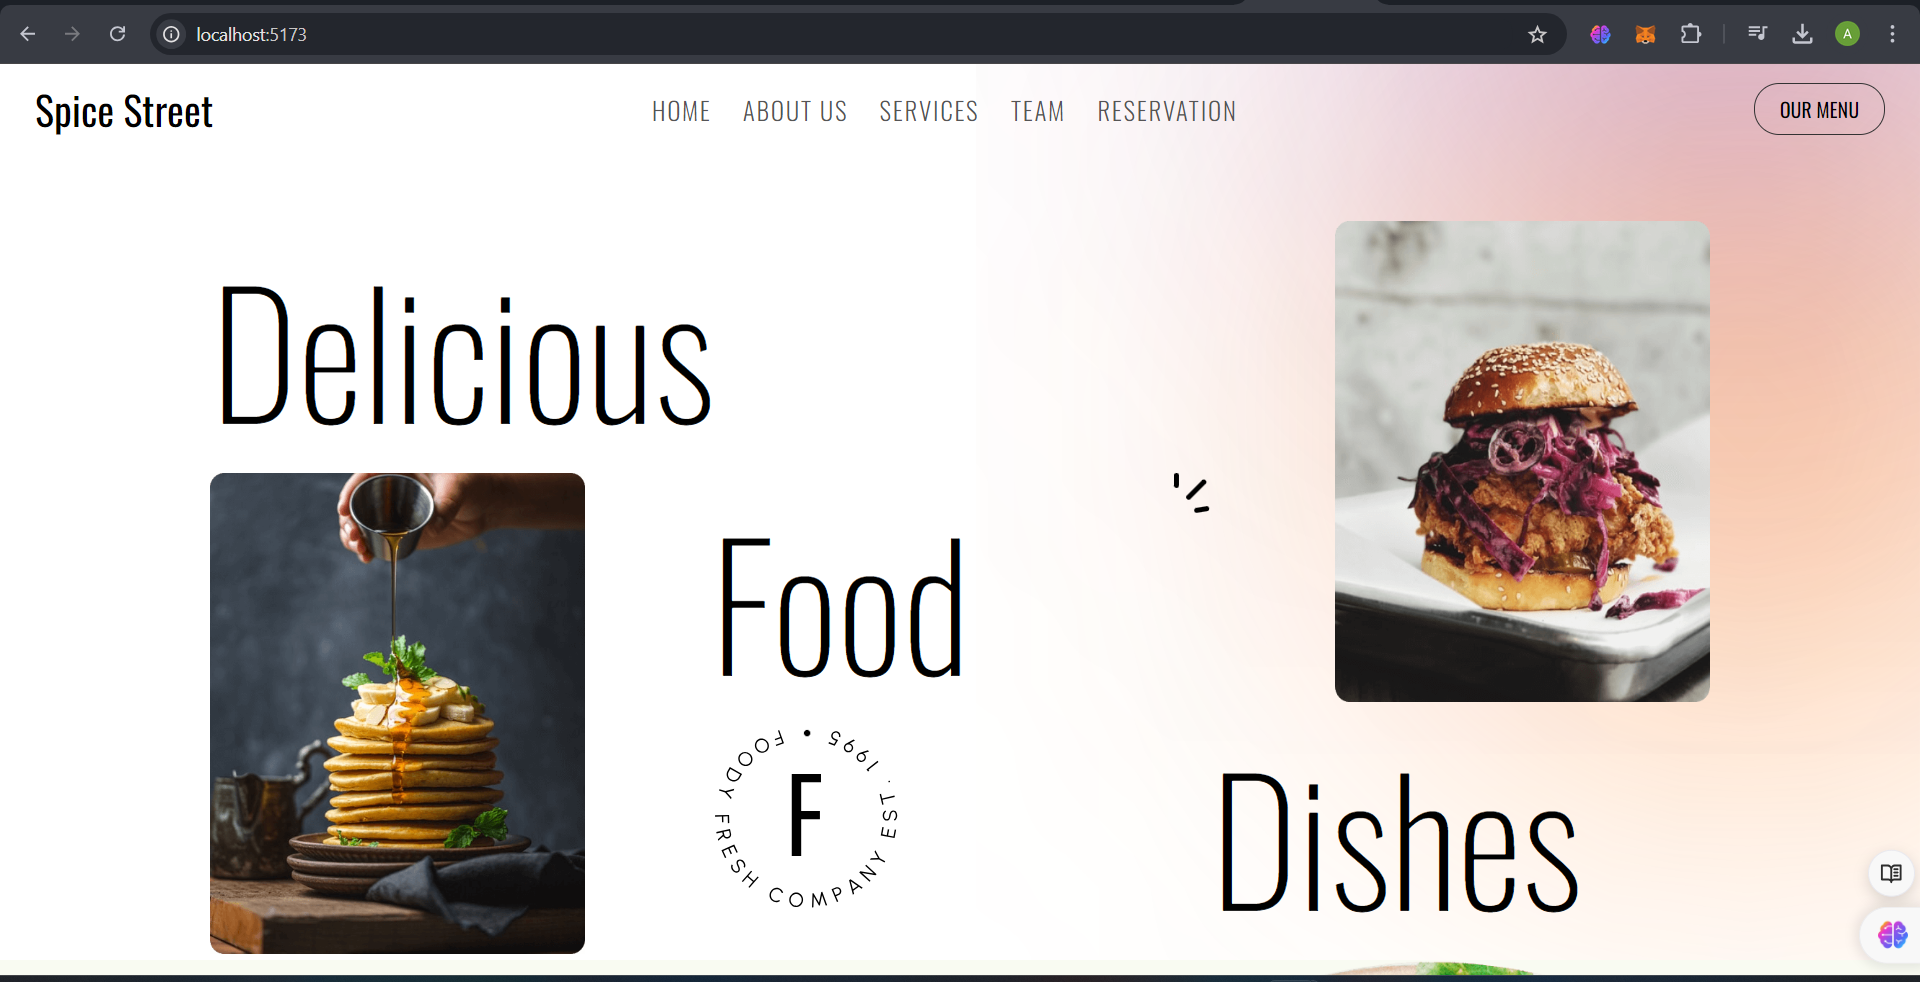 localhost:5173
A
Spice Street
HOME ABOUT US SERVICES TEAM RESERVATION
OUR MENU
Delicious
Food
FOODY FRESH COMPANY EST . 1995 •
F
Dishes